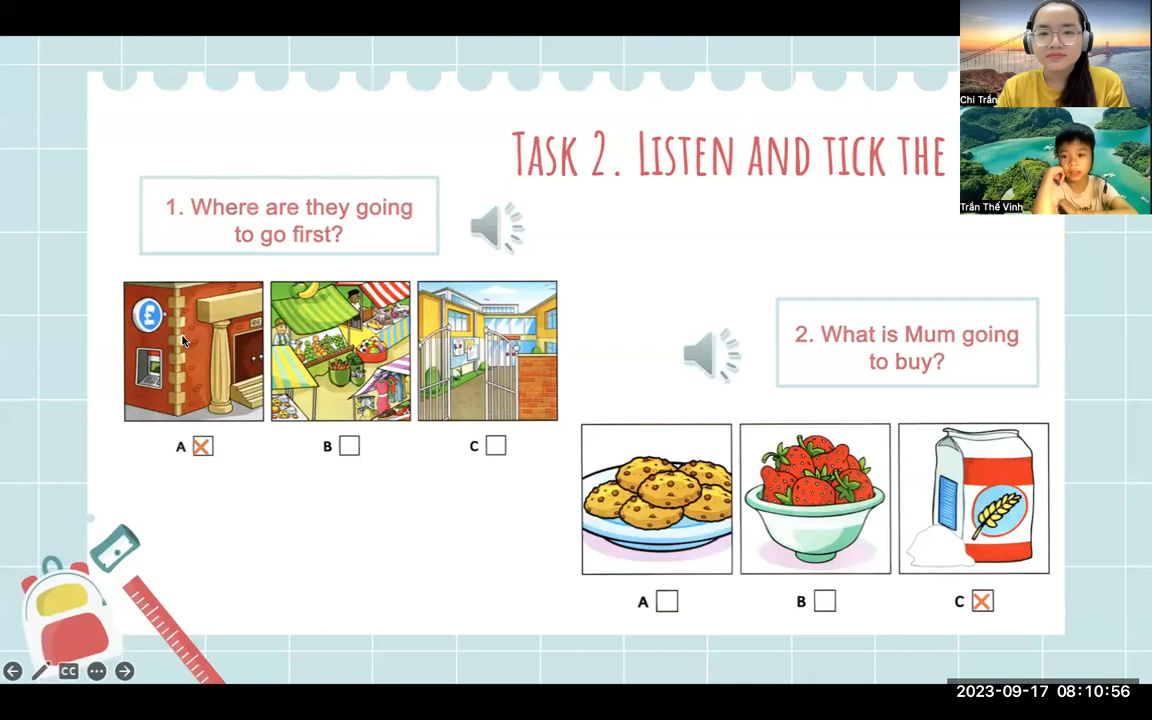 TASK 2. LISTEN AND TICK THE
1. Where are they going
to go first?
A
B
C
2. What is Mum going
to buy?
A
B
C
£
CC
Chi Trần
Trần Thế Vinh
2023-09-17 08:10:56